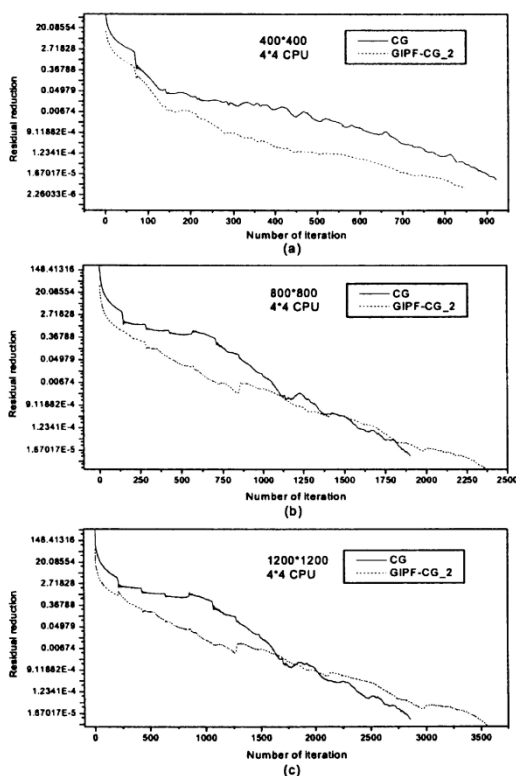 (a)
20.08554
2.71828
0.36788
0.04979
0.00674
9.11882E-4
1.2341E-4
1.67017E-5
2.26033E-6
Residual reduction
400*400
4*4 CPU
CG
GIPF-CG_2
0 100 200 300 400 500 600 700 800 900
Number of iteration
(a)
148.41316
20.08554
2.71828
0.36788
0.04979
0.00674
9.11882E-4
1.2341E-4
1.67017E-5
Residual reduction
800*800
4*4 CPU
CG
GIPF-CG_2
0 250 500 750 1000 1250 1500 1750 2000 2250 2500
Number of iteration
(b)
148.41316
20.08554
2.71828
0.36788
0.04979
0.00674
9.11882E-4
1.2341E-4
1.67017E-5
Residual reduction
1200*1200
4*4 CPU
CG
GIPF-CG_2
0 500 1000 1500 2000 2500 3000 3500
Number of iteration
(c)